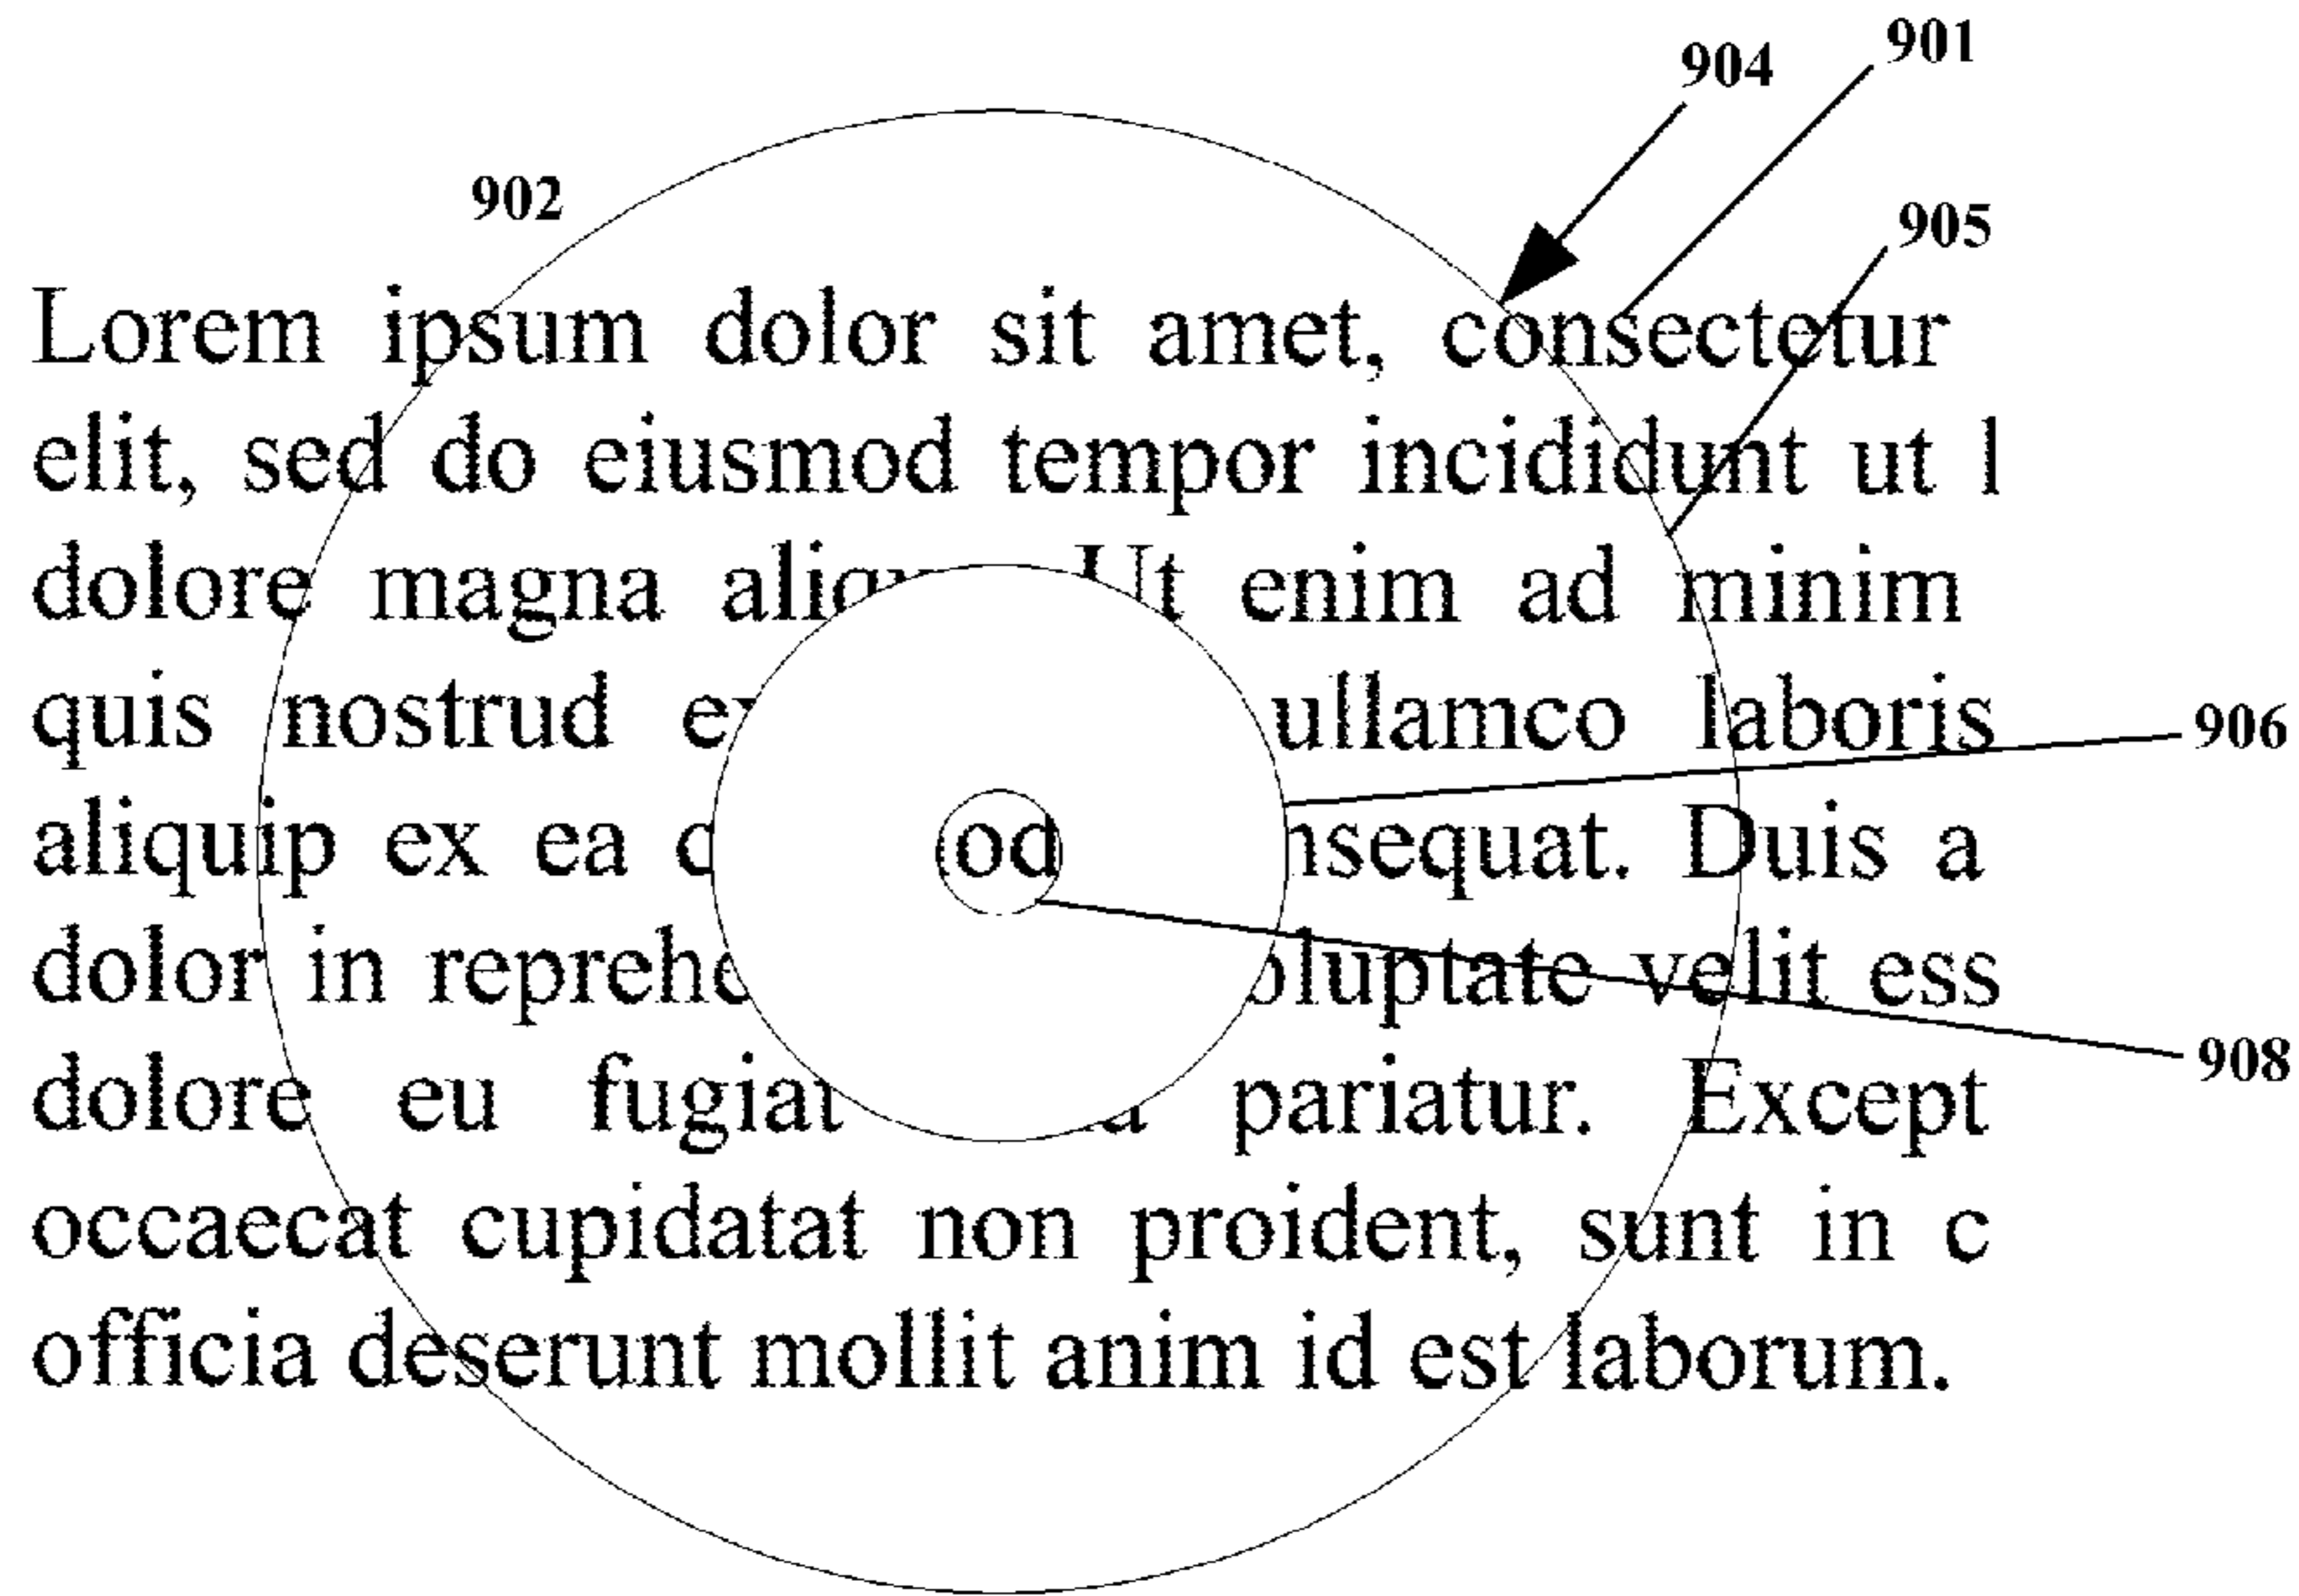 904
901
902
905
Lorem ipsum dolor sit amet, consectetur
elit, sed do eiusmod tempor incididunt ut l
dolore magna Ut enim ad minim
quis nostrud ullamco laboris
906
aliquip ex ea c od nsequat. Duis a
dolor in reprehe oluptate velit ess
908
dolore eu fugiat pariatur. Except
occaecat cupidatat non proident, sunt in c
officia deserunt mollit anim id est laborum.